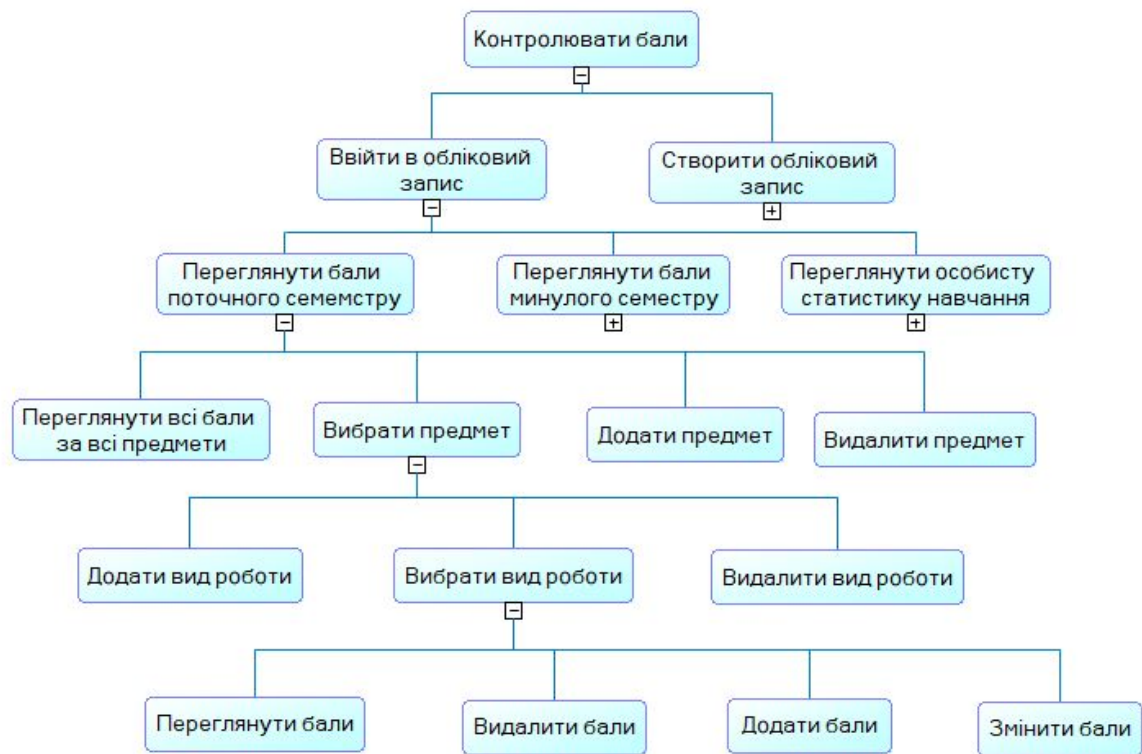 Контролювати бали
Ввійти в обліковий
запис
Створити обліковий
запис
Переглянути бали
поточного семемстру
Переглянути бали
минулого семестру
Переглянути особисту
статистику навчання
Переглянути всі бали
за всі предмети
Вибрати предмет
Додати предмет
Видалити предмет
Додати вид роботи
Вибрати вид роботи
Видалити вид роботи
Переглянути бали
Видалити бали
Додати бали
Змінити бали